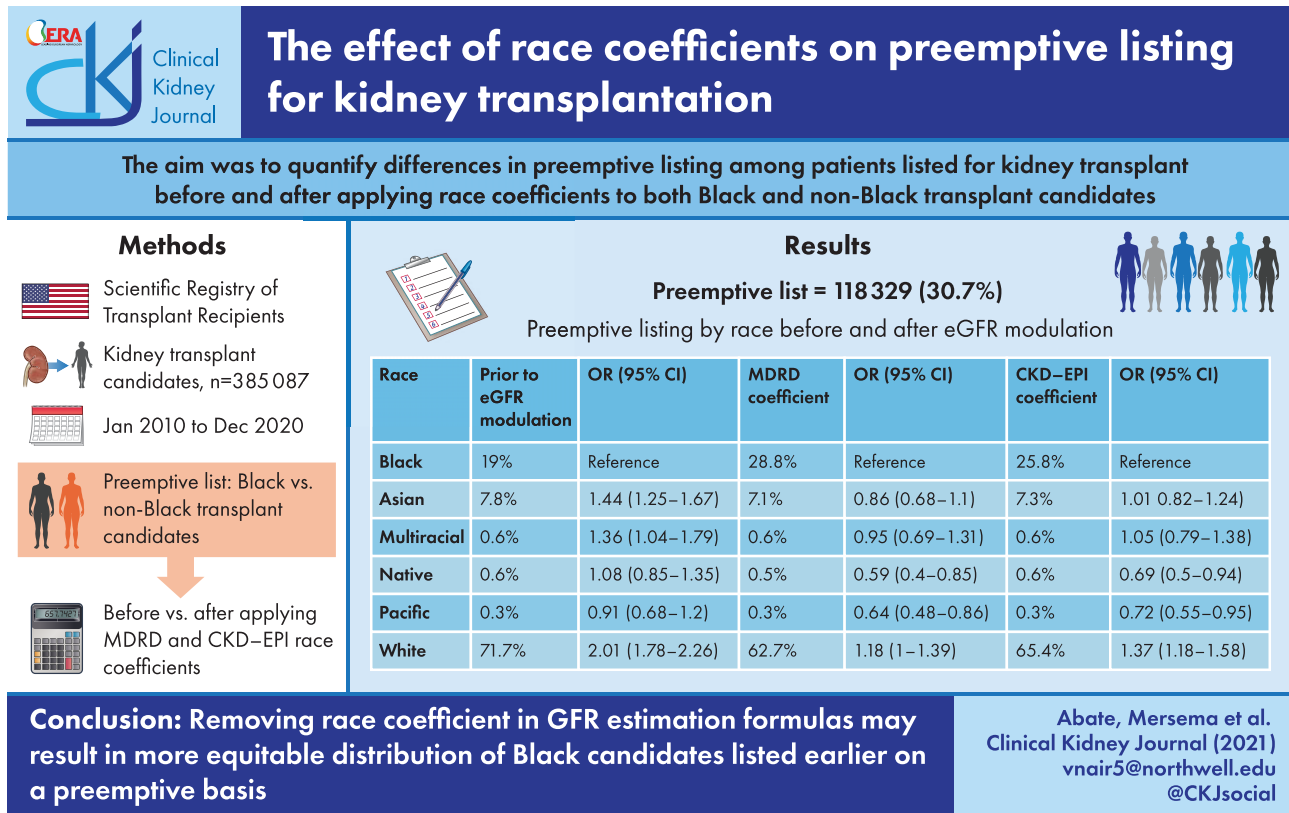 ERA
CKJ
Clinical
Kidney
Journal
The effect of race coefficients on preemptive listing
for kidney transplantation
The aim was to quantify differences in preemptive listing among patients listed for kidney transplant
before and after applying race coefficients to both Black and non-Black transplant candidates
Methods
Scientific Registry of
Transplant Recipients
Kidney transplant
candidates, n=385 087
Jan 2010 to Dec 2020
Preemptive list: Black vs.
non-Black transplant
candidates
Before vs. after applying
MDRD and CKD–EPI race
coefficients
Results
Preemptive list = 118 329 (30.7%)
Preemptive listing by race before and after eGFR modulation
Race Prior to eGFR modulation OR (95% CI) MDRD coefficient OR (95% CI) CKD–EPI coefficient OR (95% CI)
Black 19% Reference 28.8% Reference 25.8% Reference
Asian 7.8% 1.44 (1.25–1.67) 7.1% 0.86 (0.68–1.1) 7.3% 1.01 0.82–1.24)
Multiracial 0.6% 1.36 (1.04–1.79) 0.6% 0.95 (0.69–1.31) 0.6% 1.05 (0.79–1.38)
Native 0.6% 1.08 (0.85–1.35) 0.5% 0.59 (0.4–0.85) 0.6% 0.69 (0.5–0.94)
Pacific 0.3% 0.91 (0.68–1.2) 0.3% 0.64 (0.48–0.86) 0.3% 0.72 (0.55–0.95)
White 71.7% 2.01 (1.78–2.26) 62.7% 1.18 (1–1.39) 65.4% 1.37 (1.18–1.58)
Conclusion: Removing race coefficient in GFR estimation formulas may
result in more equitable distribution of Black candidates listed earlier on
a preemptive basis
Abate, Mersema et al.
Clinical Kidney Journal (2021)
vnair5@northwell.edu
@CKJsocial